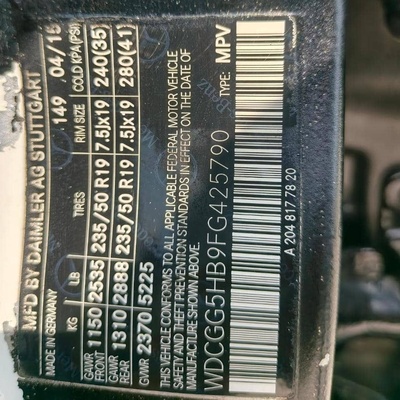 MFD BY DAIMLER AG STUTTGART
MADE IN GERMANY 149 04/15
KG LB TIRES RIM SIZE COLD KPA(PSI)
GAWR FRONT 1150 2535 235/50 R19 7.5Jx19 240(35)
GAWR REAR 1310 2888 235/50 R19 7.5Jx19 280(41)
GVWR 2370 5225
THIS VEHICLE CONFORMS TO ALL APPLICABLE FEDERAL MOTOR VEHICLE
SAFETY AND THEFT PREVENTION STANDARDS IN EFFECT ON THE DATE OF
MANUFACTURE SHOWN ABOVE.
WDCGG5HB9FG425790 TYPE: MPV
A 204 817 78 20